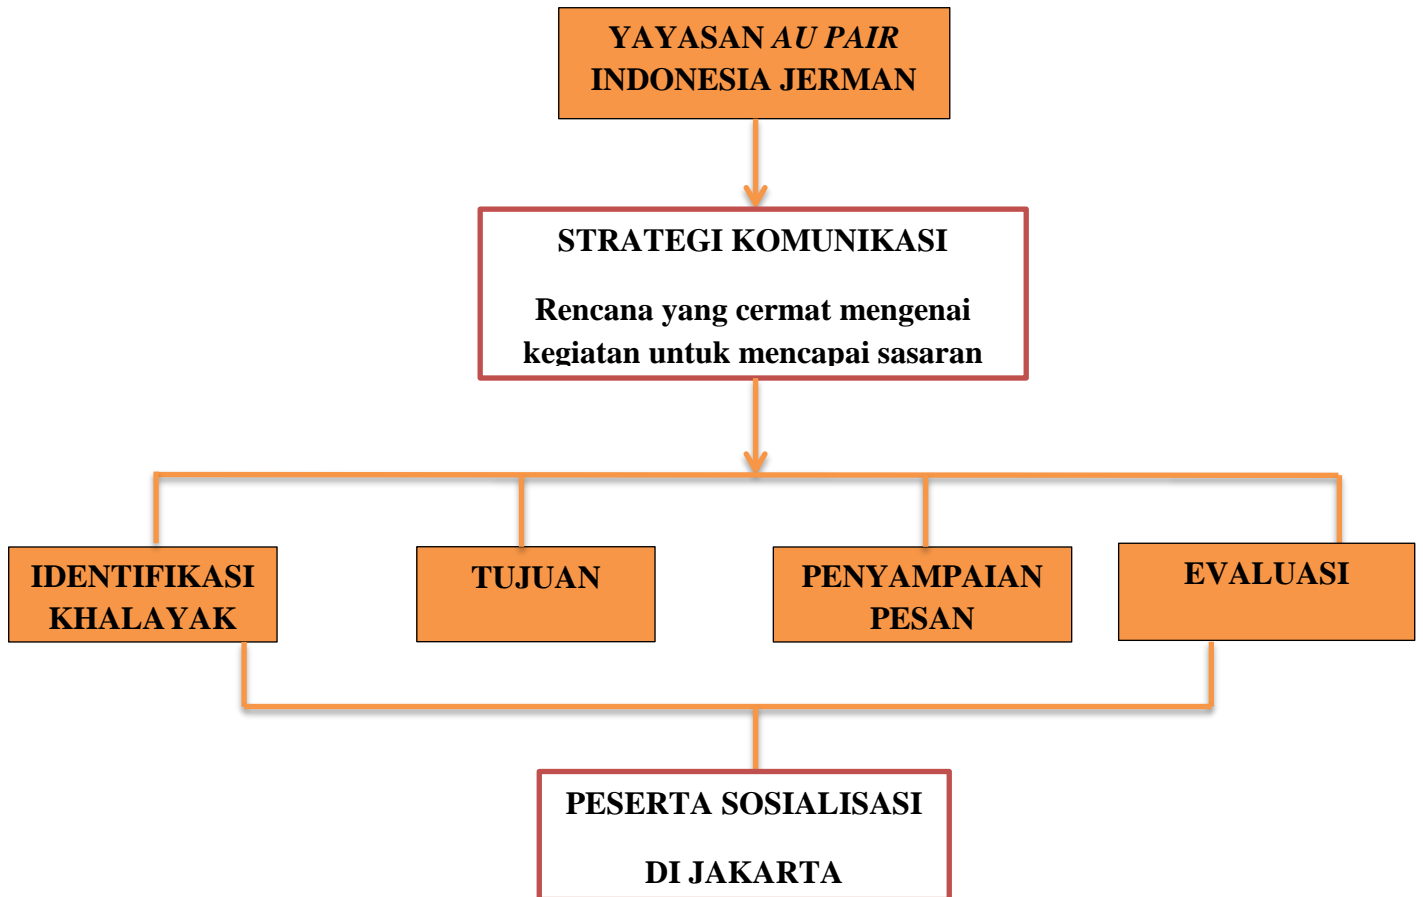 YAYASAN AU PAIR
INDONESIA JERMAN
STRATEGI KOMUNIKASI
Rencana yang cermat mengenai
kegiatan untuk mencapai sasaran
IDENTIFIKASI
KHALAYAK
TUJUAN
PENYAMPAIAN
PESAN
EVALUASI
PESERTA SOSIALISASI
DI JAKARTA